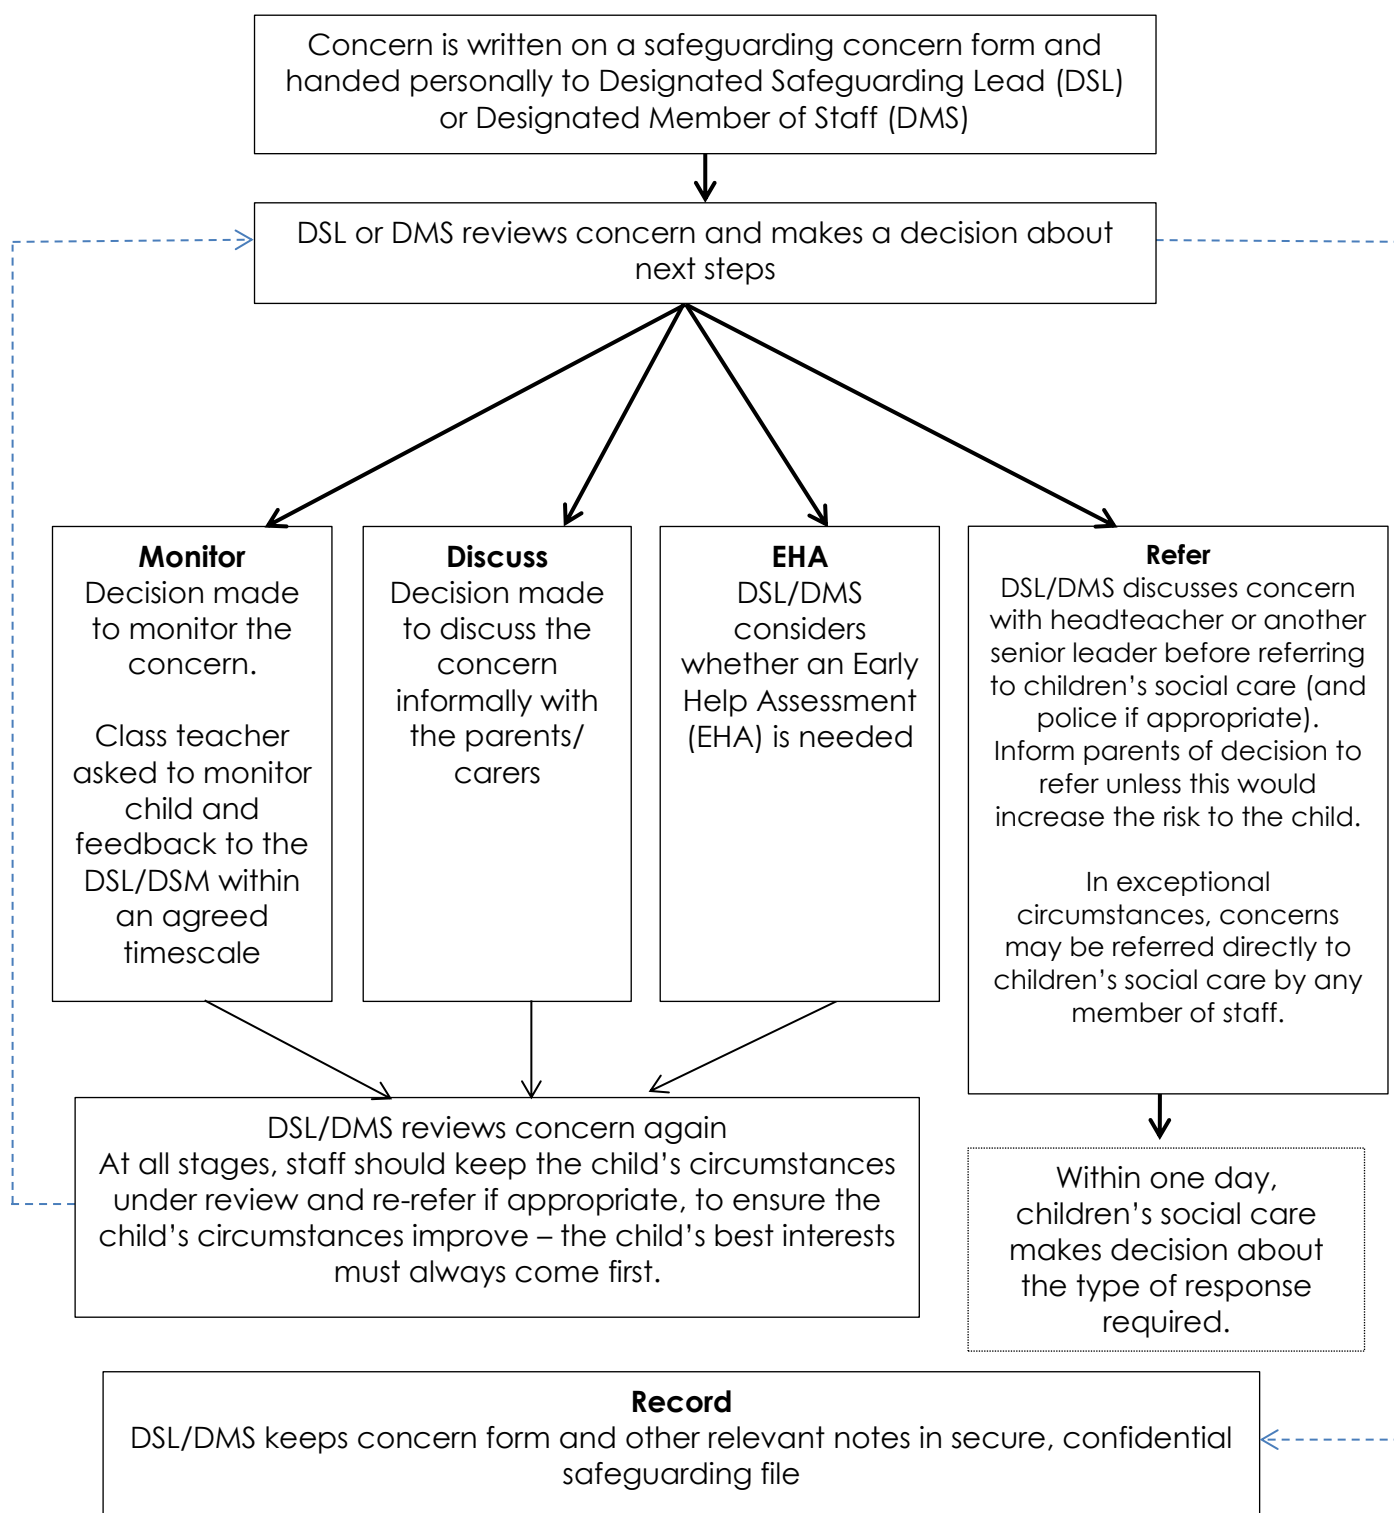 Concern is written on a safeguarding concern form and
handed personally to Designated Safeguarding Lead (DSL)
or Designated Member of Staff (DMS)
DSL or DMS reviews concern and makes a decision about
next steps
Monitor
Decision made
to monitor the
concern.
Class teacher
asked to monitor
child and
feedback to the
DSL/DSM within
an agreed
timescale
Discuss
Decision made
to discuss the
concern
informally with
the parents/
carers
EHA
DSL/DMS
considers
whether an Early
Help Assessment
(EHA) is needed
Refer
DSL/DMS discusses concern
with headteacher or another
senior leader before referring
to children’s social care (and
police if appropriate).
Inform parents of decision to
refer unless this would
increase the risk to the child.
In exceptional
circumstances, concerns
may be referred directly to
children’s social care by any
member of staff.
DSL/DMS reviews concern again
At all stages, staff should keep the child’s circumstances
under review and re-refer if appropriate, to ensure the
child’s circumstances improve – the child’s best interests
must always come first.
Within one day,
children’s social care
makes decision about
the type of response
required.
Record
DSL/DMS keeps concern form and other relevant notes in secure, confidential
safeguarding file